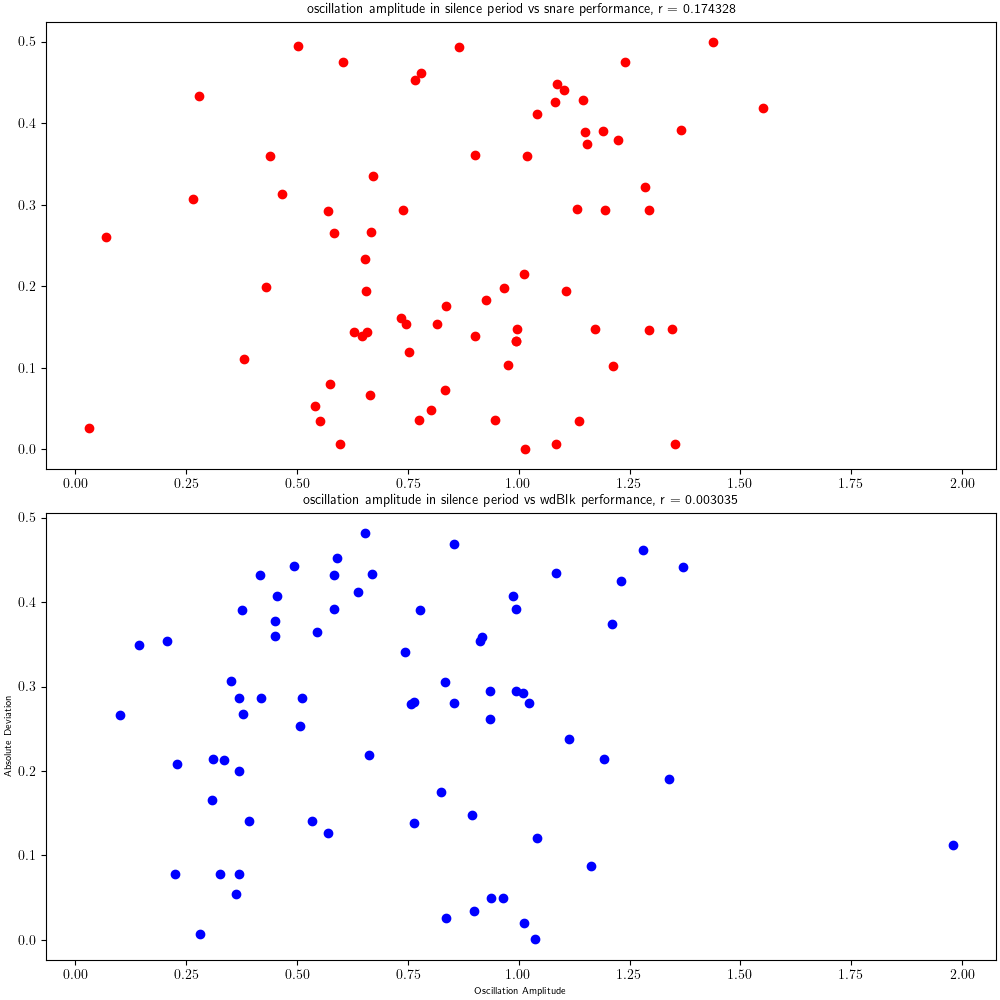 oscillation amplitude in silence period vs snare performance, r = 0.174328
0.5
0.4
0.3
0.2
0.1
0.0
0.00 0.25 0.50 0.75 1.00 1.25 1.50 1.75 2.00
oscillation amplitude in silence period vs wdBlk performance, r = 0.003035
0.5
0.4
0.3
0.2
0.1
0.0
Absolute Deviation
0.00 0.25 0.50 0.75 1.00 1.25 1.50 1.75 2.00
Oscillation Amplitude